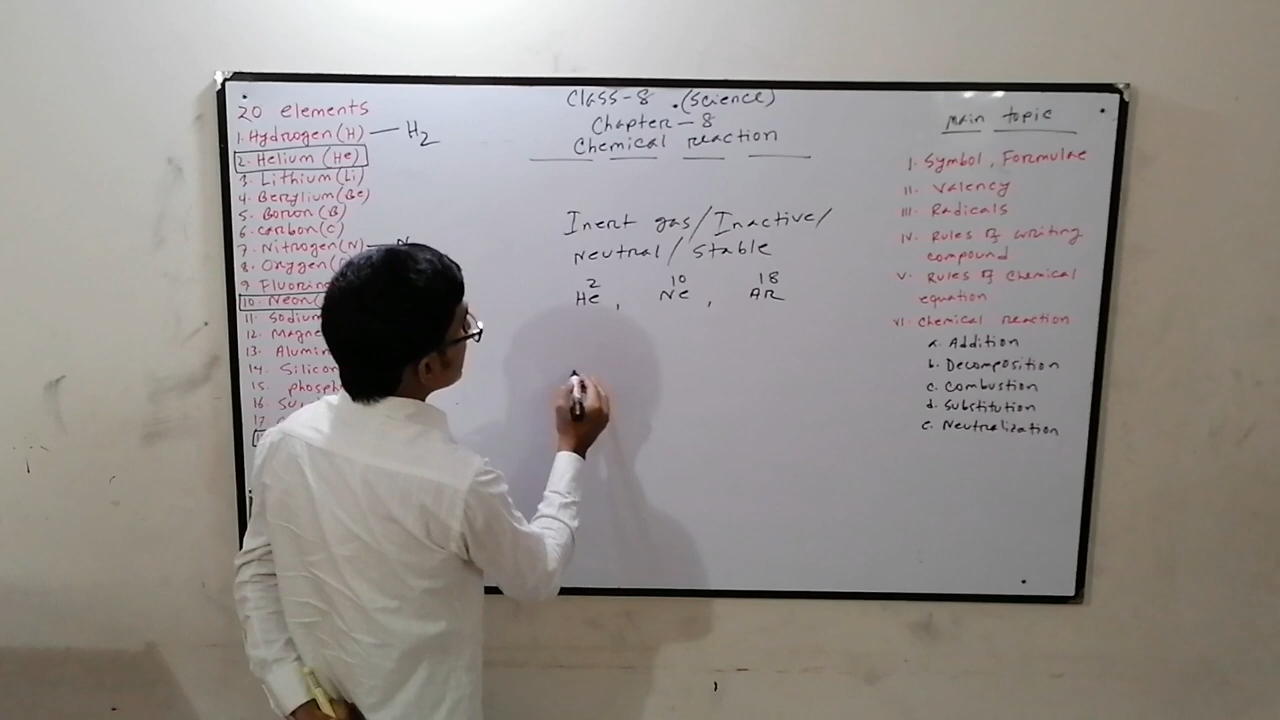 20 elements
1. Hydrogen (H) — H2
2. Helium (He)
3. Lithium (Li)
4. Berylium (Be)
5. Boron (B)
6. Carbon (C)
7. Nitrogen (N) — N
8. Oxygen (
9 Fluorin
10. Neon (
11. Sodium
12. Magne
13. Alumin
14. Silicon
15. phosph
16. Su
17
Class-8 (Science)
Chapter-8
Chemical reaction
Inert gas/Inactive/
Neutral/Stable
2 10 18
He, Ne, AR
main topic
I. Symbol, Formulae
II. Valency
III. Radicals
IV. Rules of writing
compound
V. Rules of Chemical
equation
VI. Chemical reaction
a. Addition
b. Decomposition
c. Combustion
d. Substitution
e. Neutralization